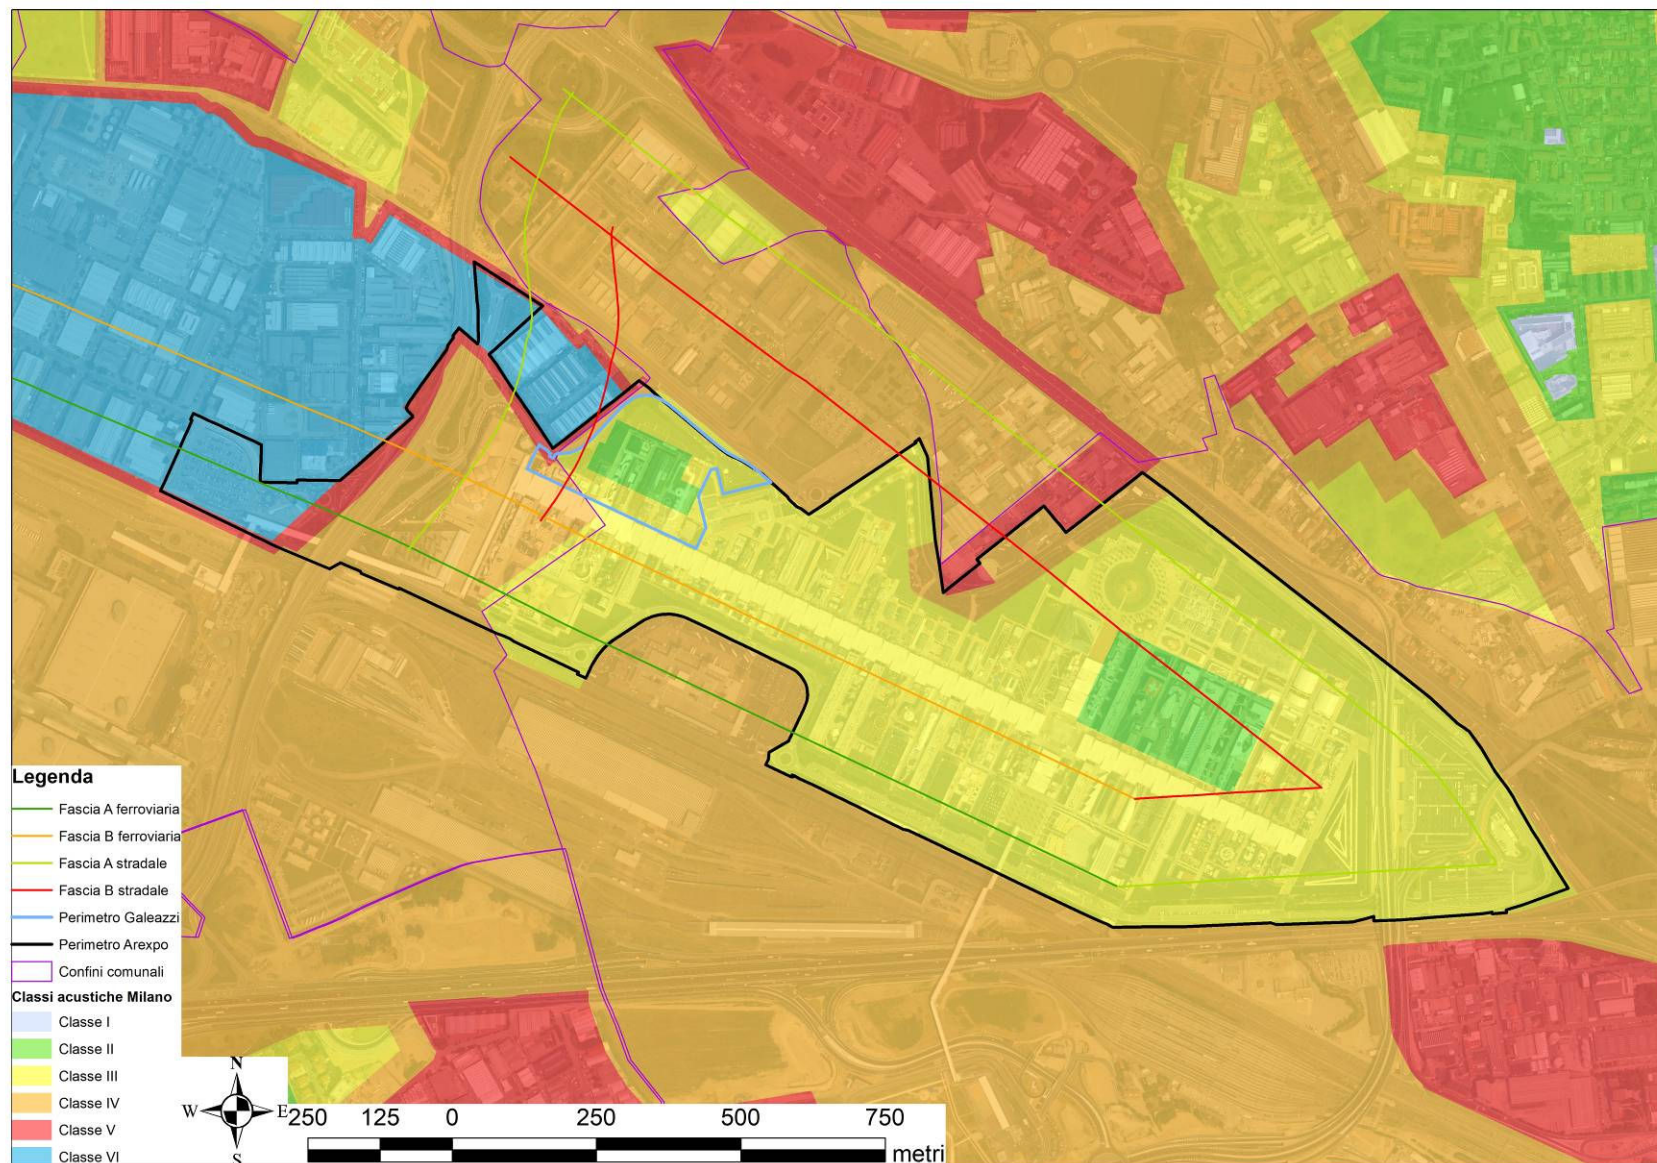 Legenda
Fascia A ferroviaria
Fascia B ferroviaria
Fascia A stradale
Fascia B stradale
Perimetro Galeazzi
Perimetro Arexpo
Confini comunali
Classi acustiche Milano
Classe I
Classe II
Classe III
Classe IV
Classe V
Classe VI
N
W E
S
250 125 0 250 500 750
metri